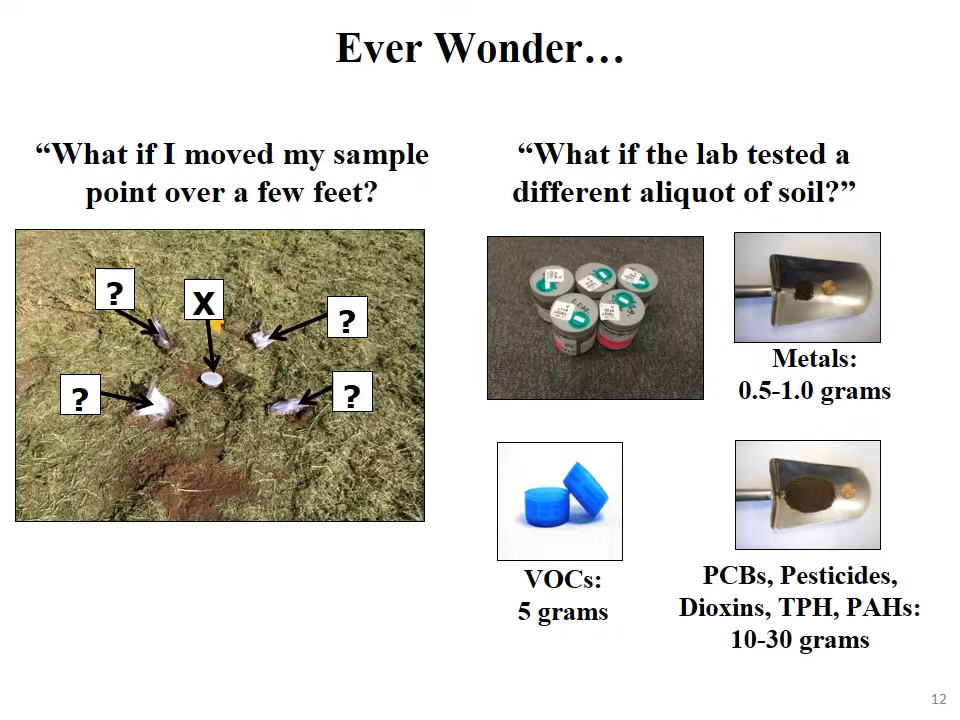 Ever Wonder…
“What if I moved my sample
point over a few feet?
“What if the lab tested a
different aliquot of soil?”
?
X
?
?
?
Metals:
0.5-1.0 grams
VOCs:
5 grams
PCBs, Pesticides,
Dioxins, TPH, PAHs:
10-30 grams
12